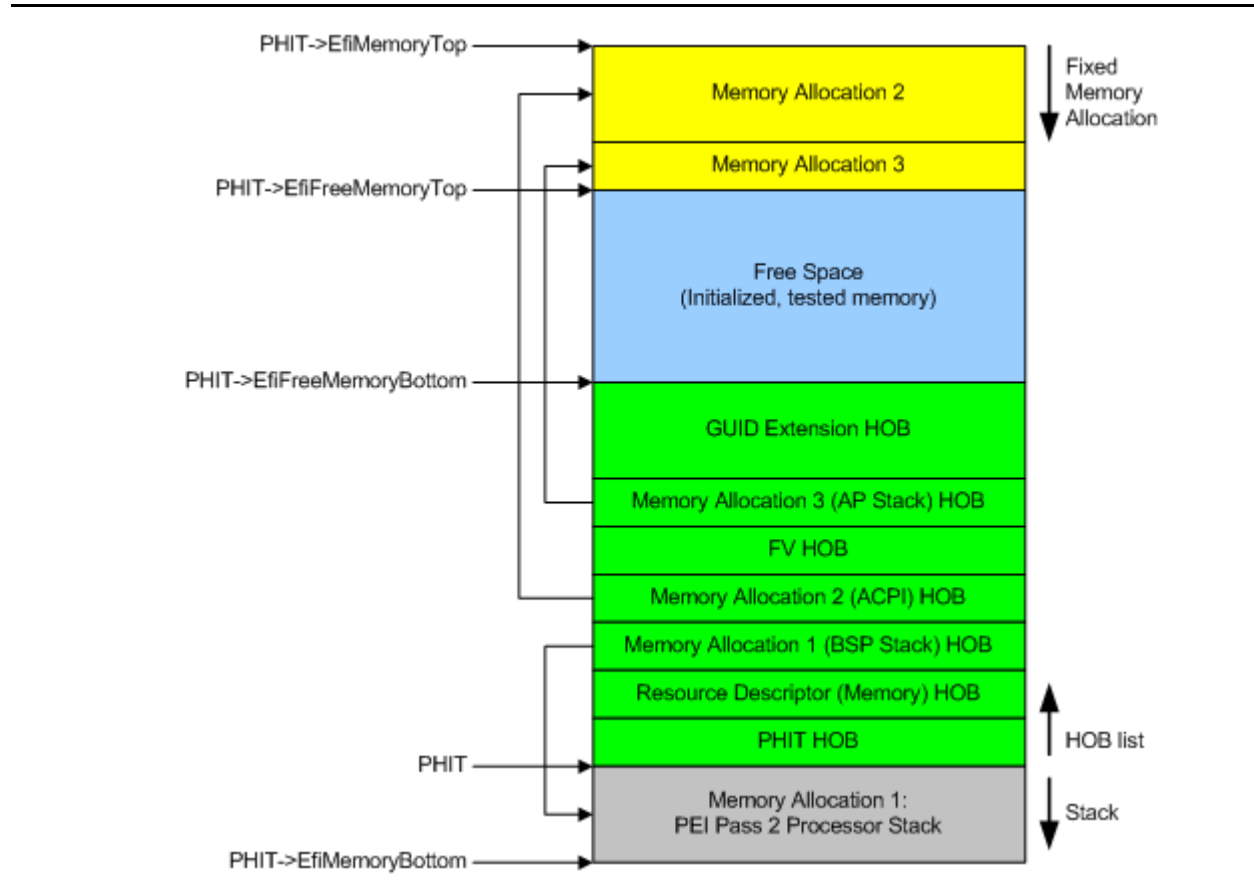 PHIT->EfiMemoryTop
Memory Allocation 2
Fixed
Memory
Allocation
Memory Allocation 3
PHIT->EfiFreeMemoryTop
Free Space
(Initialized, tested memory)
PHIT->EfiFreeMemoryBottom
GUID Extension HOB
Memory Allocation 3 (AP Stack) HOB
FV HOB
Memory Allocation 2 (ACPI) HOB
Memory Allocation 1 (BSP Stack) HOB
Resource Descriptor (Memory) HOB
PHIT HOB
HOB list
PHIT
Memory Allocation 1:
PEI Pass 2 Processor Stack
Stack
PHIT->EfiMemoryBottom